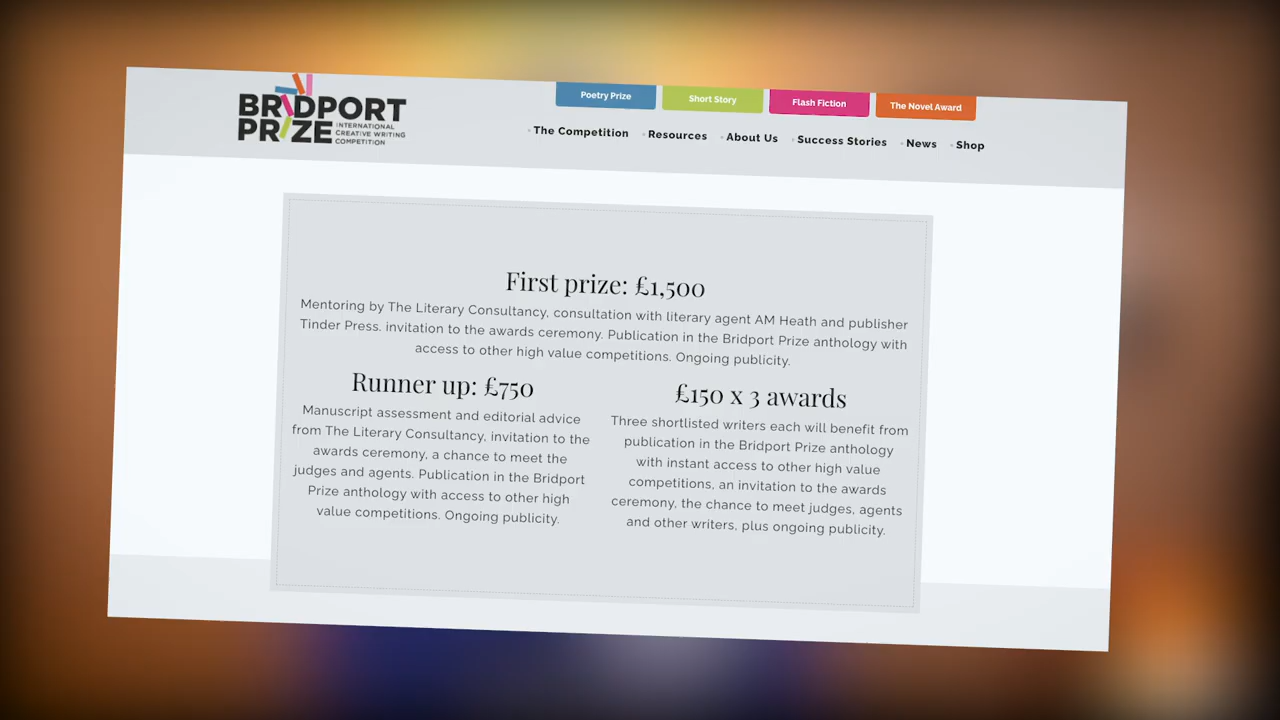 BRIDPORT
PRIZE
INTERNATIONAL
CREATIVE WRITING
COMPETITION
Poetry Prize
Short Story
Flash Fiction
The Novel Award
The Competition
Resources
About Us
Success Stories
News
Shop
First prize: £1,500
Mentoring by The Literary Consultancy, consultation with literary agent AM Heath and publisher
Tinder Press. invitation to the awards ceremony. Publication in the Bridport Prize anthology with
access to other high value competitions. Ongoing publicity.
Runner up: £750
Manuscript assessment and editorial advice
from The Literary Consultancy, invitation to the
awards ceremony, a chance to meet the
judges and agents. Publication in the Bridport
Prize anthology with access to other high
value competitions. Ongoing publicity.
£150 x 3 awards
Three shortlisted writers each will benefit from
publication in the Bridport Prize anthology
with instant access to other high value
competitions, an invitation to the awards
ceremony, the chance to meet judges, agents
and other writers, plus ongoing publicity.